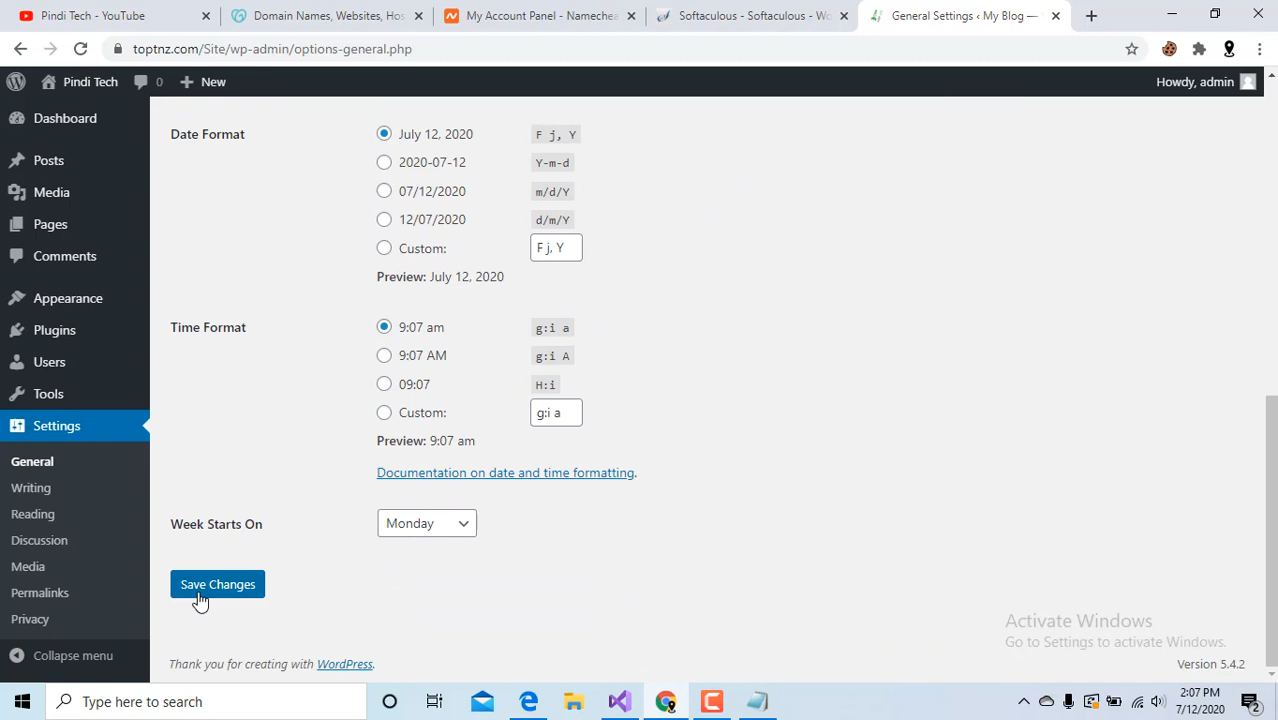 Top tnz - YouTube
Domain Names, Websites, Hos
My Account Panel - Namechea
Softaculous - Softaculous - Wo
General Settings ‹ My Blog —
toptnz.com/Site/wp-admin/options-general.php
Pindi Tech
0
New
Howdy, admin
Dashboard
Posts
Media
Pages
Comments
Appearance
Plugins
Users
Tools
Settings
General
Writing
Reading
Discussion
Media
Permalinks
Privacy
Collapse menu
Date Format
July 12, 2020 F j, Y
2020-07-12 Y-m-d
07/12/2020 m/d/Y
12/07/2020 d/m/Y
Custom: F j, Y
Preview: July 12, 2020
Time Format
9:07 am g:i a
9:07 AM g:i A
09:07 H:i
Custom: g:i a
Preview: 9:07 am
Documentation on date and time formatting.
Week Starts On
Monday
Save Changes
Activate Windows
Go to Settings to activate Windows.
Thank you for creating with WordPress.
Version 5.4.2
Type here to search
2:07 PM
7/12/2020
2